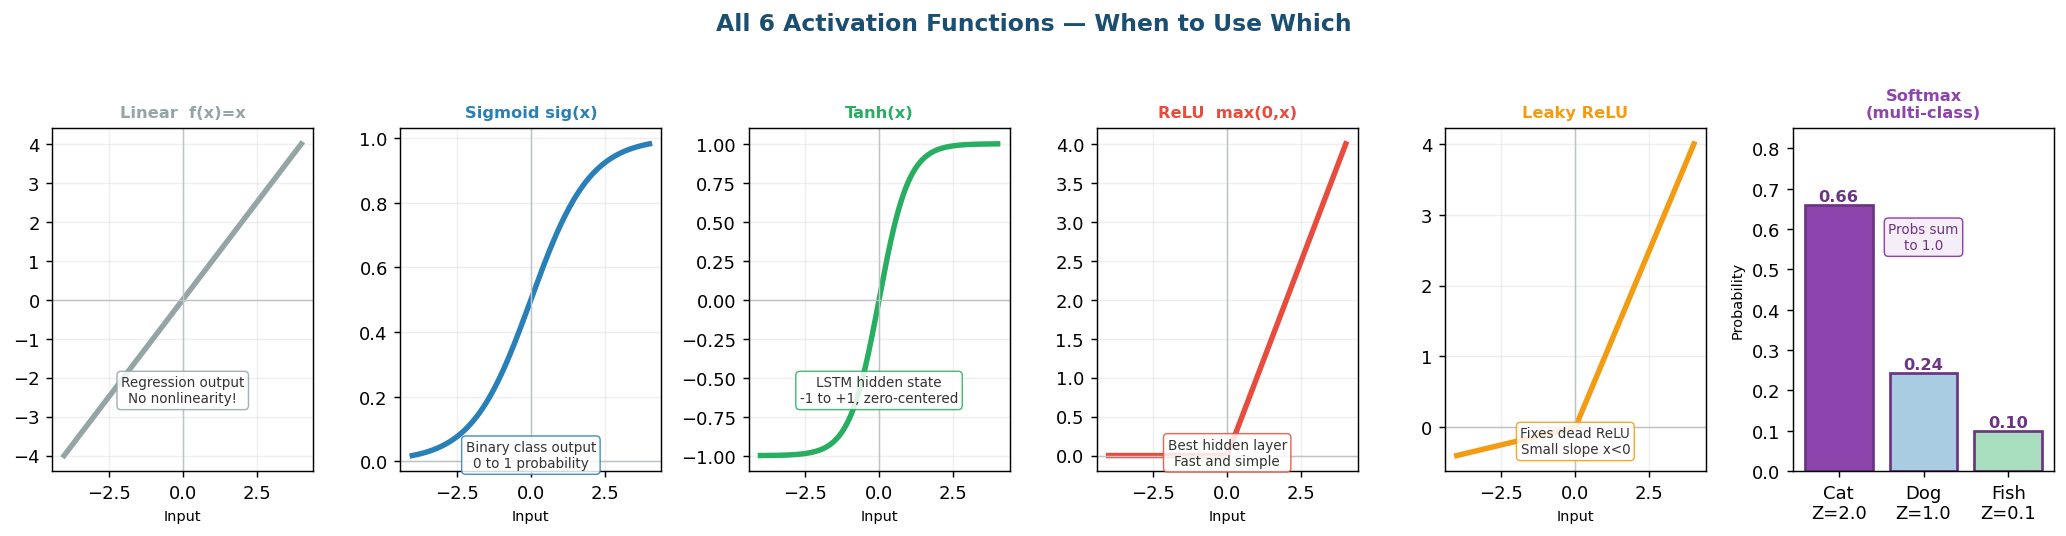 All 6 Activation Functions — When to Use Which
Linear  f(x)=x
4
3
2
1
0
−1
−2
−3
−4
Regression output
No nonlinearity!
−2.5
0.0
2.5
Input
Sigmoid sig(x)
1.0
0.8
0.6
0.4
0.2
0.0
Binary class output
0 to 1 probability
−2.5
0.0
2.5
Input
Tanh(x)
1.00
0.75
0.50
0.25
0.00
−0.25
−0.50
−0.75
−1.00
LSTM hidden state
-1 to +1, zero-centered
−2.5
0.0
2.5
Input
ReLU  max(0,x)
4.0
3.5
3.0
2.5
2.0
1.5
1.0
0.5
0.0
Best hidden layer
Fast and simple
−2.5
0.0
2.5
Input
Leaky ReLU
4
3
2
1
0
Fixes dead ReLU
Small slope x<0
−2.5
0.0
2.5
Input
Softmax
(multi-class)
Probability
0.8
0.7
0.6
0.5
0.4
0.3
0.2
0.1
0.0
0.66
Probs sum
to 1.0
0.24
0.10
Cat
Z=2.0
Dog
Z=1.0
Fish
Z=0.1